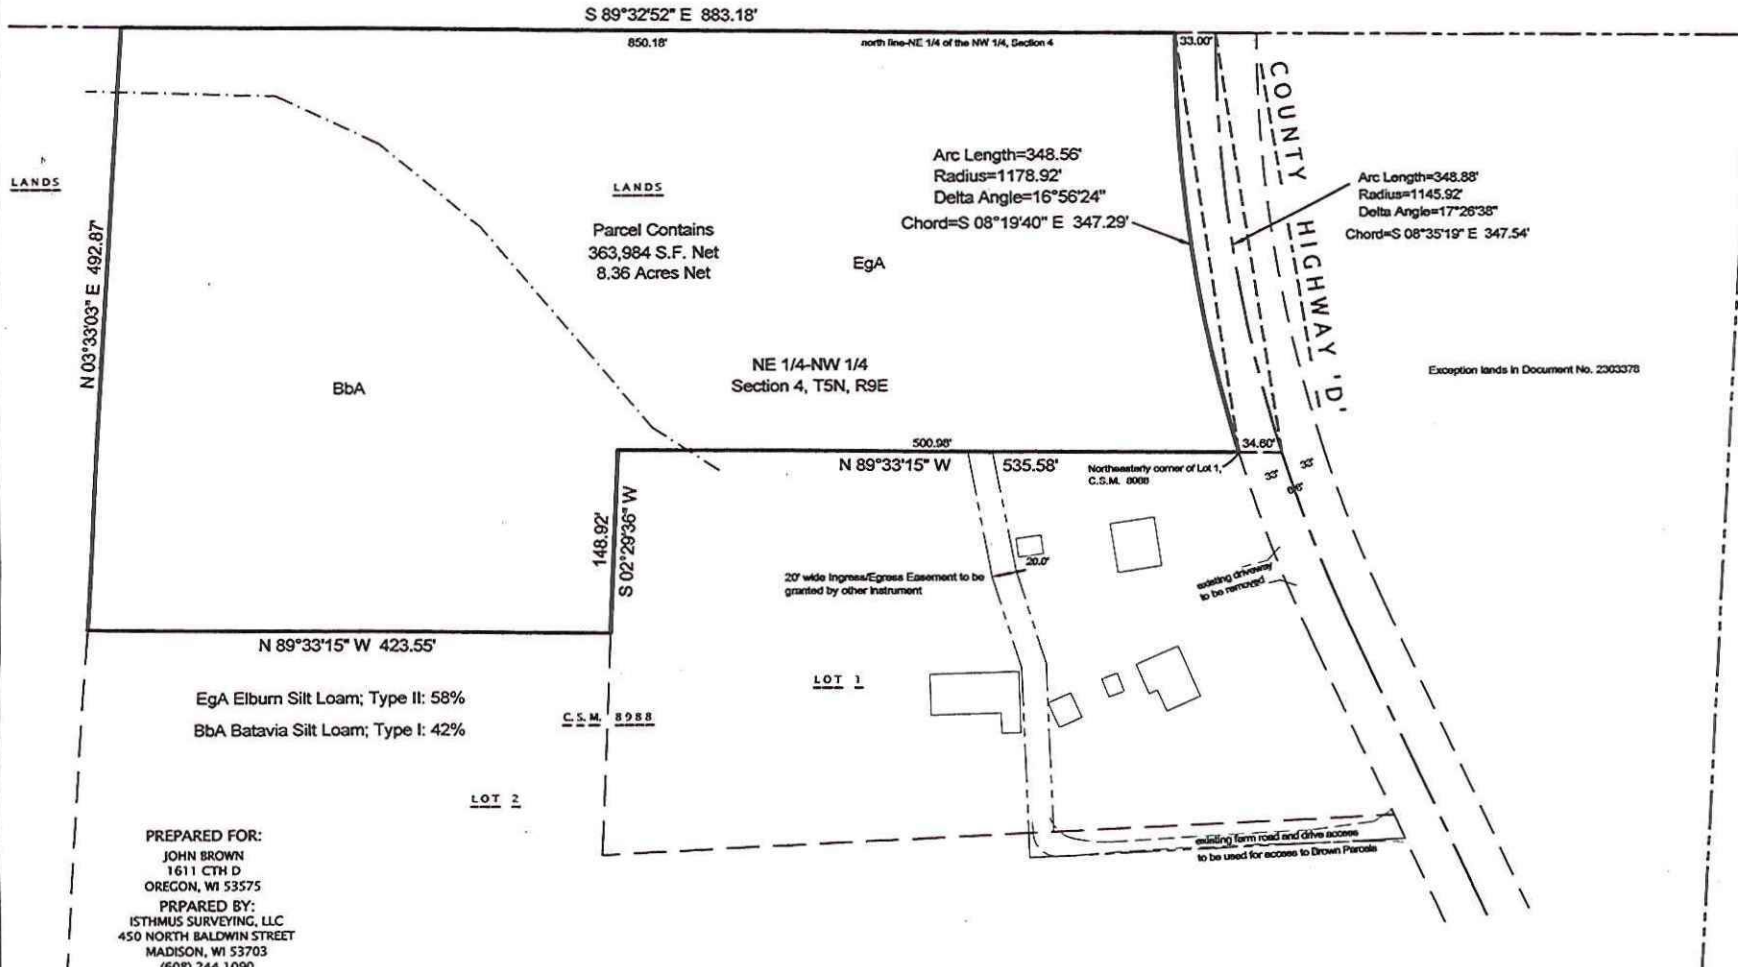 S 89°32'52" E 883.18'
850.18'
north line-NE 1/4 of the NW 1/4, Section 4
33.00'
COUNTY HIGHWAY 'D'
LANDS
LANDS
Parcel Contains
363,984 S.F. Net
8.36 Acres Net
EgA
Arc Length=348.56'
Radius=1178.92'
Delta Angle=16°56'24"
Chord=S 08°19'40" E 347.29'
Arc Length=348.88'
Radius=1145.92'
Delta Angle=17°26'38"
Chord=S 08°35'19" E 347.54'
N 03°33'03" E 492.87'
BbA
NE 1/4-NW 1/4
Section 4, T5N, R9E
Exception lands in Document No. 2303378
500.98'
34.60'
N 89°33'15" W 535.58'
Northeasterly corner of Lot 1,
C.S.M.
33'
33'
66'
148.92'
S 02°29'36" W
20' wide Ingress/Egress Easement to be
granted by other instrument
20.0'
existing driveway
to be removed
N 89°33'15" W 423.55'
EgA Elburn Silt Loam; Type II: 58%
BbA Batavia Silt Loam; Type I: 42%
LOT 1
C.S.M. 8988
LOT 2
existing farm road and drive access
to be used for access to Brown Parcels
PREPARED FOR:
JOHN BROWN
1611 CTH D
OREGON, WI 53575
PRPARED BY:
ISTHMUS SURVEYING, LLC
450 NORTH BALDWIN STREET
MADISON, WI 53703
(608) 244.1090